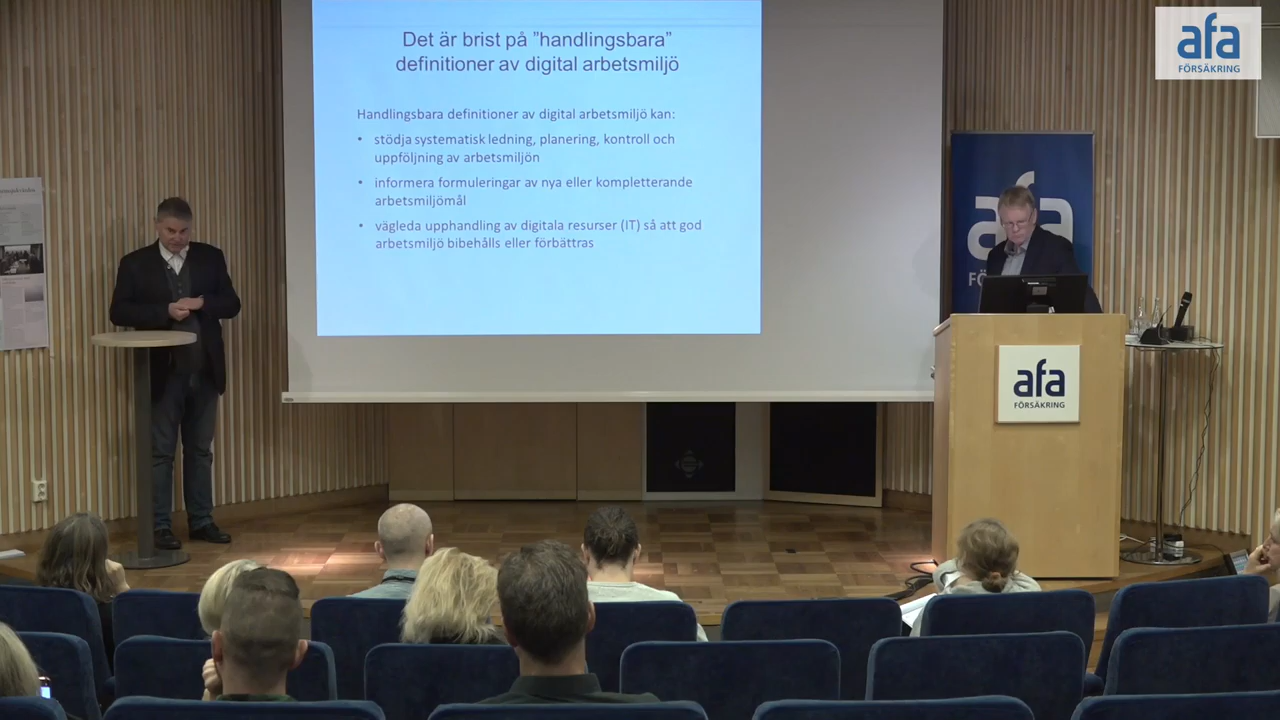 Det är brist på "handlingsbara"
definitioner av digital arbetsmiljö
Handlingsbara definitioner av digital arbetsmiljö kan:
• stödja systematisk ledning, planering, kontroll och
uppföljning av arbetsmiljön
• informera formuleringar av nya eller kompletterande
arbetsmiljömål
• vägleda upphandling av digitala resurser (IT) så att god
arbetsmiljö bibehålls eller förbättras
afa
FÖRSÄKRING
afa
afa
FÖRSÄKRING